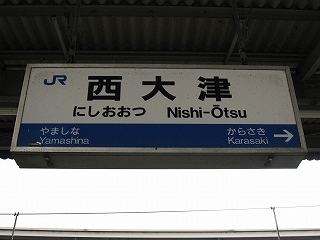 JR 西大津
にしおおつ Nishi-Ōtsu
やましな からさき
Yamashina Karasaki →